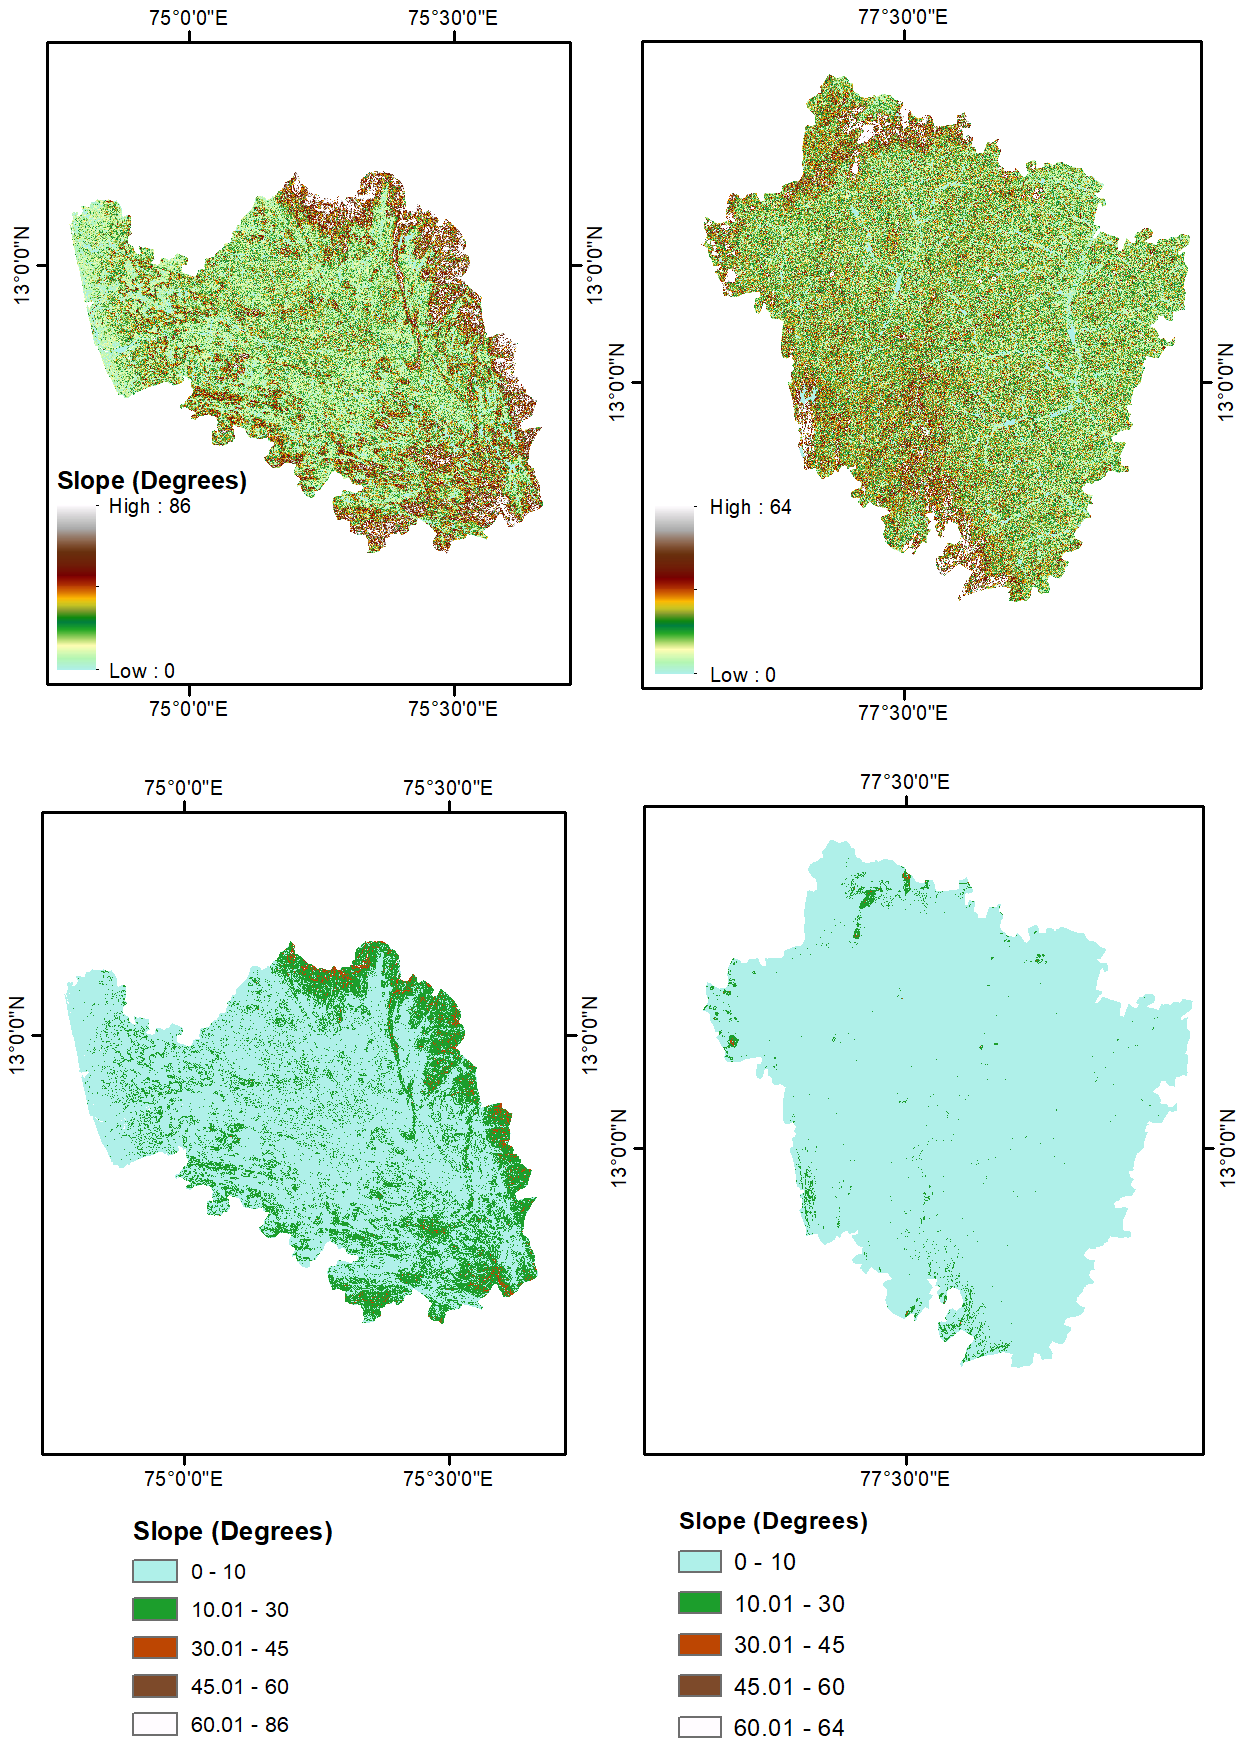 75°0'0"E
75°30'0"E
13°0'0"N
13°0'0"N
Slope (Degrees)
High : 86
Low : 0
75°0'0"E
75°30'0"E
77°30'0"E
13°0'0"N
13°0'0"N
High : 64
Low : 0
77°30'0"E
75°0'0"E
75°30'0"E
13°0'0"N
13°0'0"N
75°0'0"E
75°30'0"E
77°30'0"E
13°0'0"N
13°0'0"N
77°30'0"E
Slope (Degrees)
0 - 10
10.01 - 30
30.01 - 45
45.01 - 60
60.01 - 86
Slope (Degrees)
0 - 10
10.01 - 30
30.01 - 45
45.01 - 60
60.01 - 64